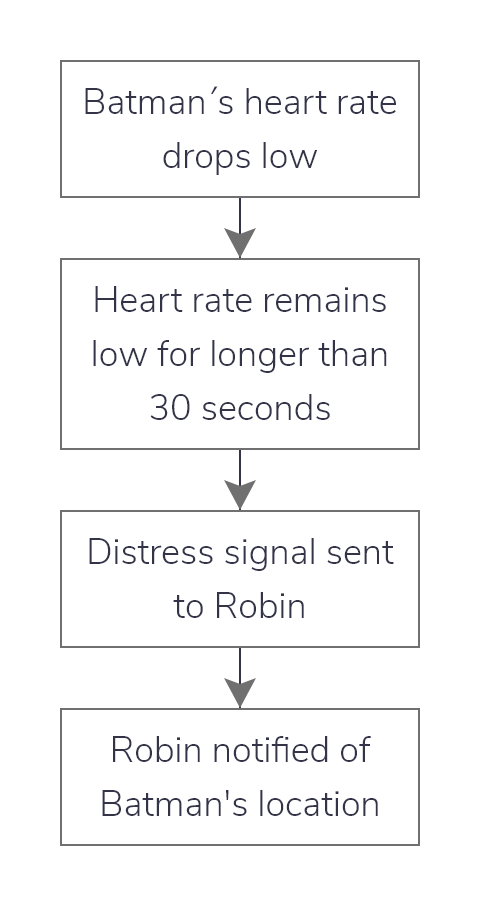 Batman´s heart rate
drops low
Heart rate remains
low for longer than
30 seconds
Distress signal sent
to Robin
Robin notified of
Batman's location